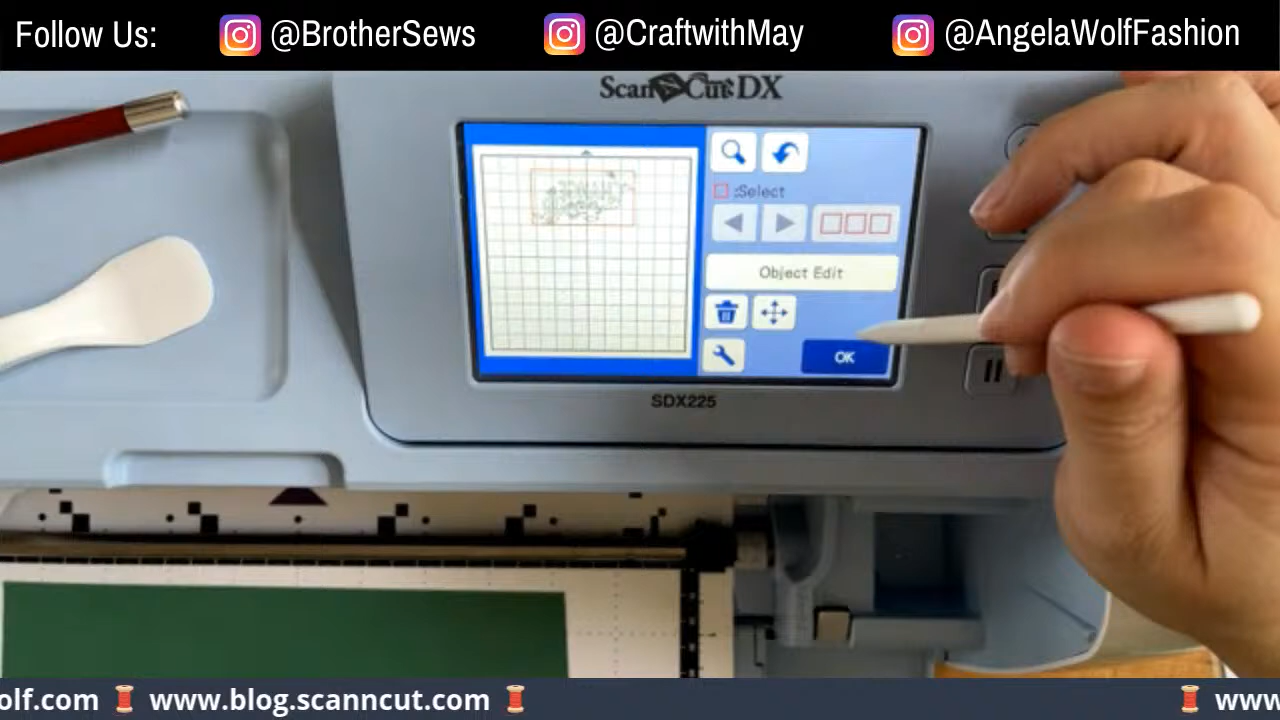 Follow Us: @BrotherSews @CraftwithMay @AngelaWolfFashion
ScanNCut DX
:Select
Object Edit
OK
SDX225
olf.com www.blog.scanncut.com www